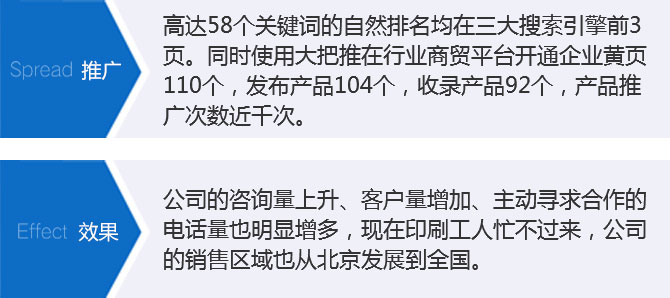 Spread 推广
高达58个关键词的自然排名均在三大搜索引擎前3
页。同时使用大把推在行业商贸平台开通企业黄页
110个，发布产品104个，收录产品92个，产品推
广次数近千次。
Effect 效果
公司的咨询量上升、客户量增加、主动寻求合作的
电话量也明显增多，现在印刷工人忙不过来，公司
的销售区域也从北京发展到全国。